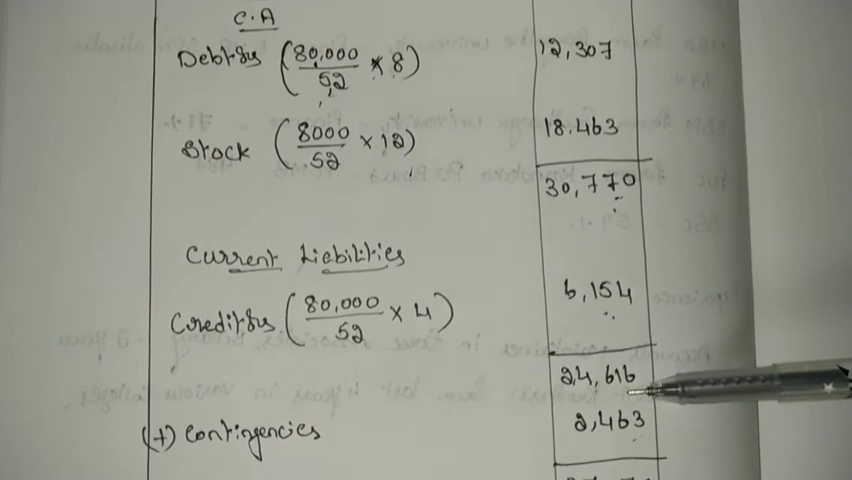 C.A
Debtors (80,000/52 × 8) 12,307
Stock (8000/52 × 12) 18.463
30,770
Current Liebilities
Creditors (80,000/52 × 4) 6,154
24,616
(+) Contingencies 2,463